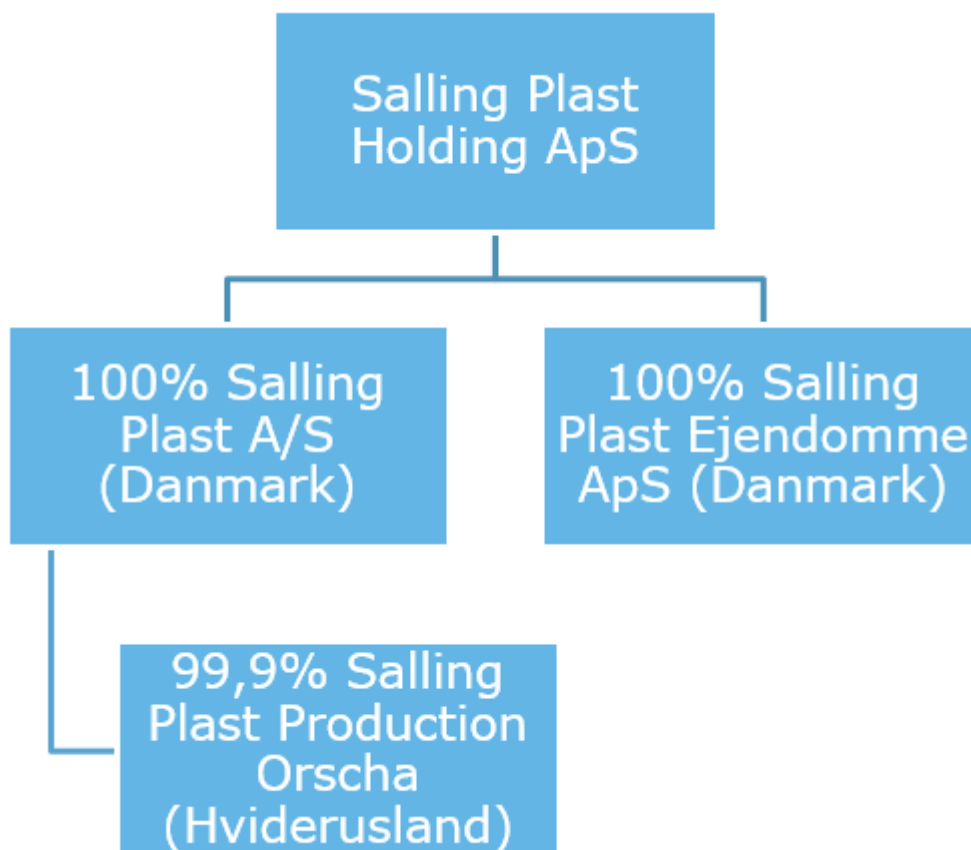 Salling Plast
Holding ApS
100% Salling
Plast A/S
(Danmark)
100% Salling
Plast Ejendomme
ApS (Danmark)
99,9% Salling
Plast Production
Orscha
(Hviderusland)